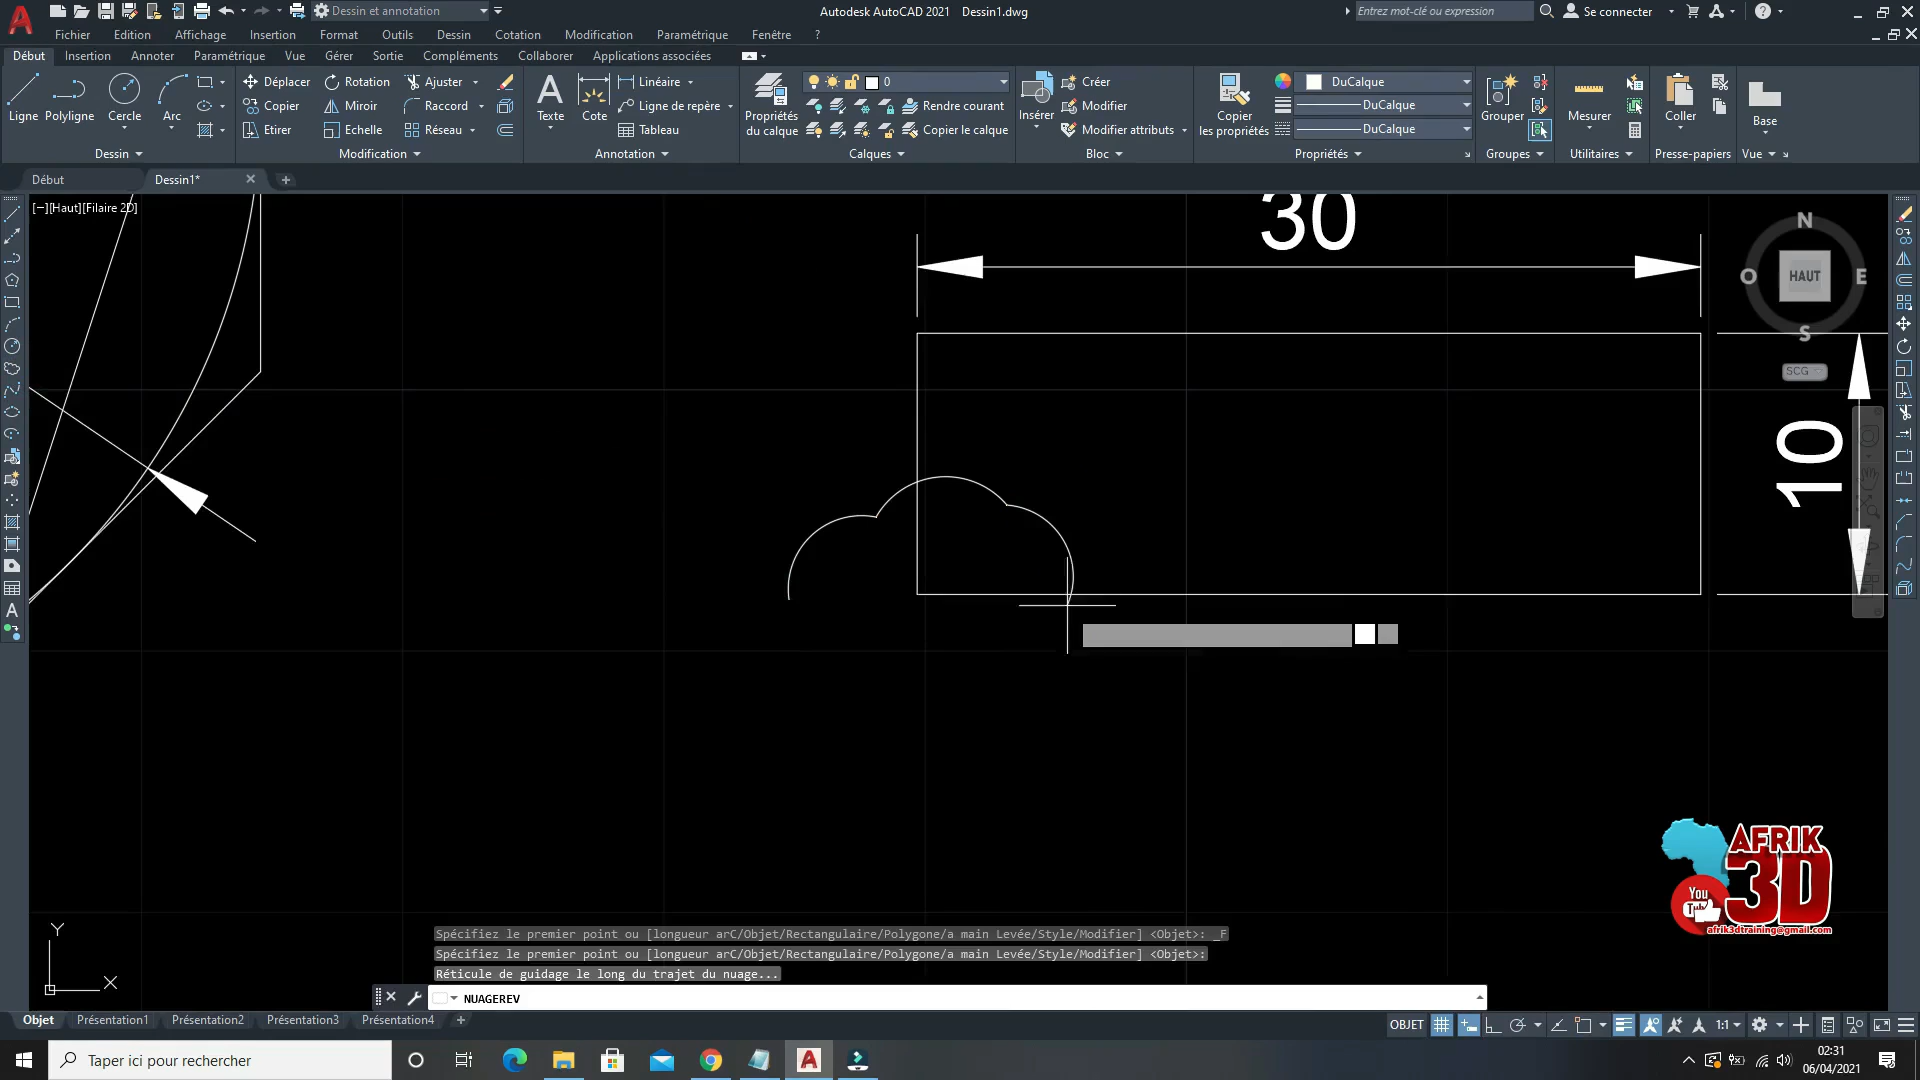 Dessin et annotation
Autodesk AutoCAD 2021 Dessin1.dwg
Entrez mot-clé ou expression
Se connecter
Fichier Edition Affichage Insertion Format Outils Dessin Cotation Modification Paramétrique Fenêtre ?
Début Insertion Annoter Paramétrique Vue Gérer Sortie Compléments Collaborer Applications associées
Ligne Polyligne Cercle Arc
Déplacer Rotation Ajuster
Copier Miroir Raccord
Etirer Echelle Réseau
Texte Cote
Linéaire
Ligne de repère
Tableau
Propriétés du calque
0
Rendre courant
Copier le calque
Insérer
Créer
Modifier
Modifier attributs
Copier les propriétés
DuCalque
DuCalque
DuCalque
Grouper
Mesurer
Coller
Base
Dessin Modification Annotation Calques Bloc Propriétés Groupes Utilitaires Presse-papiers Vue
Début Dessin1*
[−][Haut][Filaire 2D]
30
10
N
O HAUT E
S
SCG
AFRIK
3D
You
Tube
afrik3dtraining@gmail.com
Y
X
Spécifiez le premier point ou [longueur arC/Objet/Rectangulaire/Polygone/a main Levée/Style/Modifier] <Objet>: _F
Spécifiez le premier point ou [longueur arC/Objet/Rectangulaire/Polygone/a main Levée/Style/Modifier] <Objet>:
Réticule de guidage le long du trajet du nuage...
NUAGEREV
Objet Présentation1 Présentation2 Présentation3 Présentation4 +
OBJET 1:1
Taper ici pour rechercher
02:31
06/04/2021